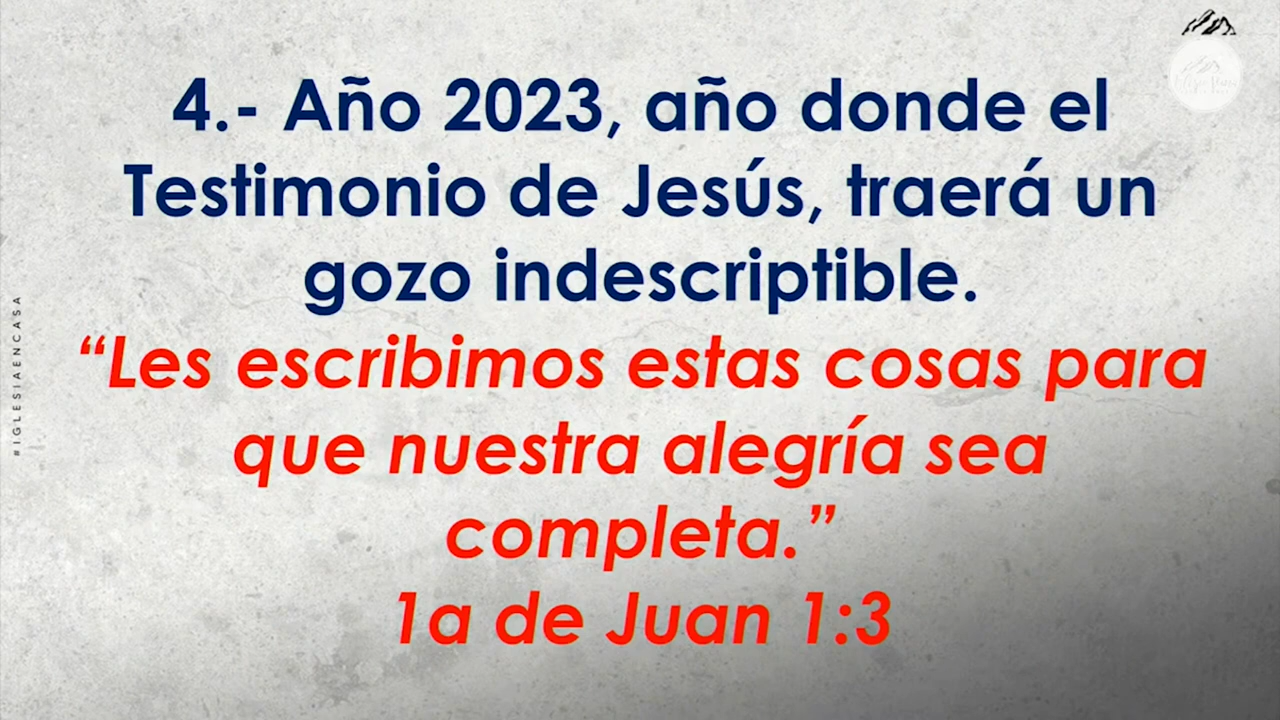 4.- Año 2023, año donde el
Testimonio de Jesús, traerá un
gozo indescriptible.
“Les escribimos estas cosas para
que nuestra alegría sea
completa.”
1a de Juan 1:3
#IGLESIAENCASA